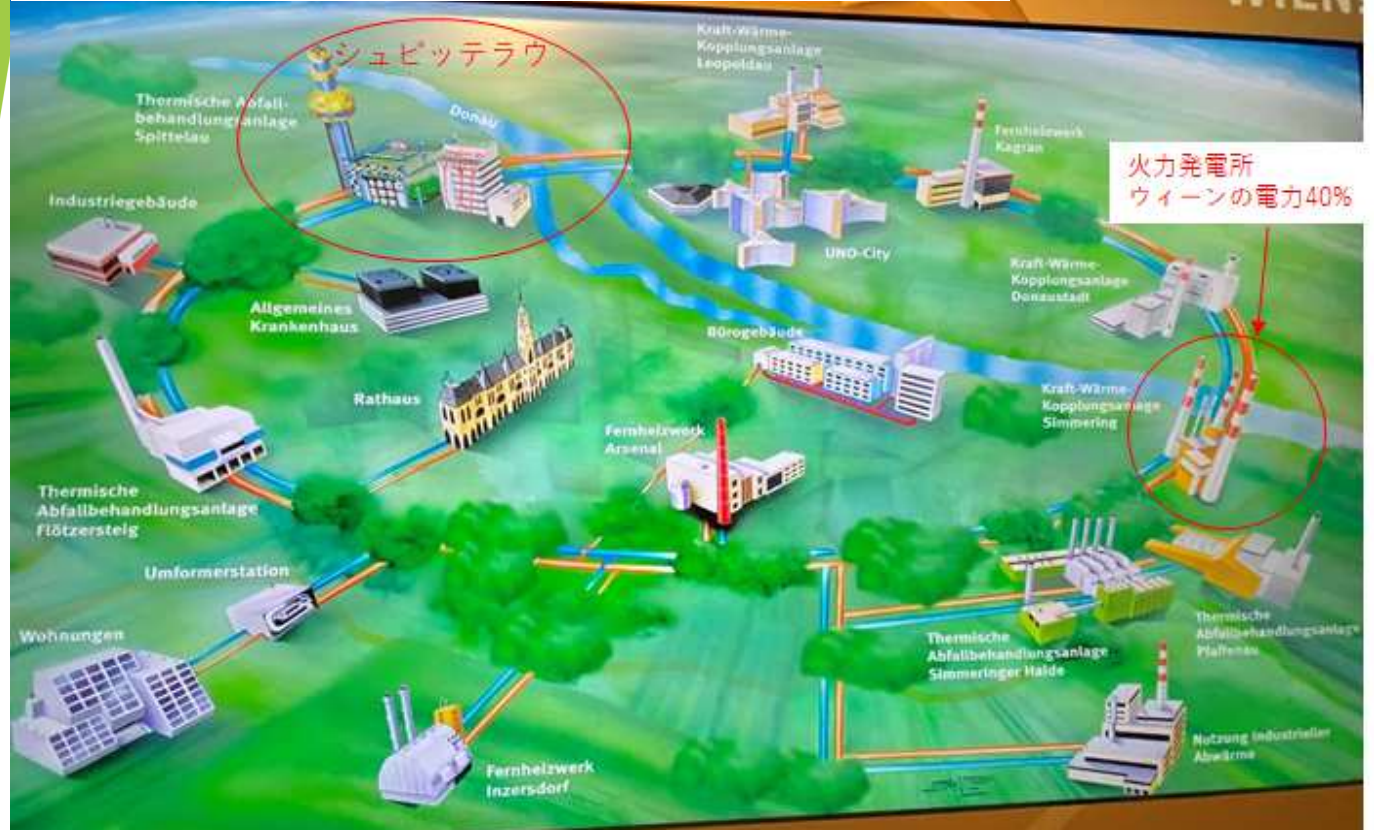 WIEN
シュピッテラウ
Kraft-Wärme-
Kopplungsanlage
Leopoldau
Thermische Abfall-
behandlungsanlage
Spittelau
Donau
Fernheizwerk
Kagran
火力発電所
ウィーンの電力40%
Industriegebäude
UNO-City
Kraft-Wärme-
Kopplungsanlage
Donaustadt
Allgemeines
Krankenhaus
Bürogebäude
Rathaus
Kraft-Wärme-
Kopplungsanlage
Simmering
Fernheizwerk
Arsenal
Thermische
Abfallbehandlungsanlage
Flötzersteig
Umformerstation
Wohnungen
Thermische
Abfallbehandlungsanlage
Simmeringer Halde
Thermische
Abfallbehandlungsanlage
Pfaffenau
Fernheizwerk
Inzersdorf
Nutzung Industrieller
Abwärme